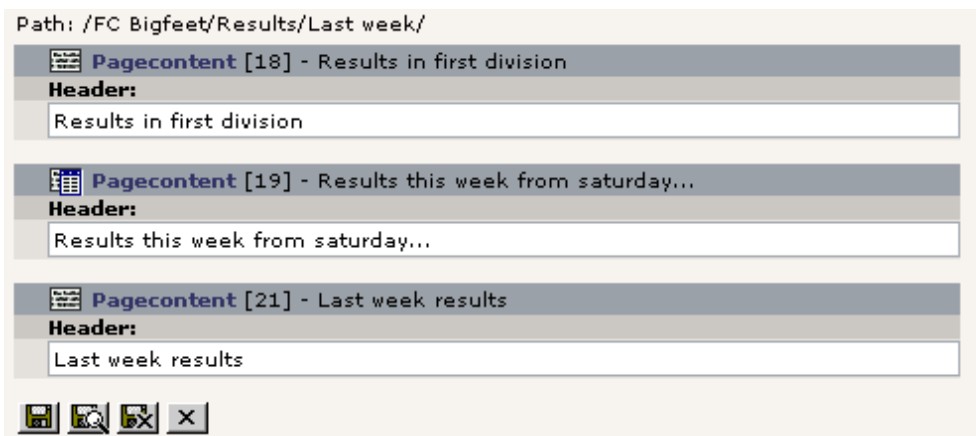 Path: /FC Bigfeet/Results/Last week/
Pagecontent [18] - Results in first division
Header:
Results in first division
Pagecontent [19] - Results this week from saturday...
Header:
Results this week from saturday...
Pagecontent [21] - Last week results
Header:
Last week results